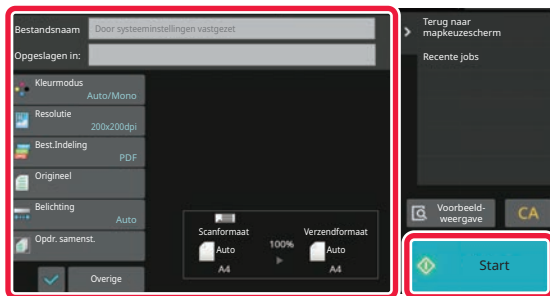 Bestandsnaam Door systeeminstellingen vastgezet
Opgeslagen in:
Kleurmodus
Auto/Mono
Resolutie
200x200dpi
Best.Indeling
PDF
Origineel
Belichting
Auto
Opdr. samenst.
Overige
Scanformaat
Auto
A4
100%
Verzendformaat
Auto
A4
Terug naar
mapkeuzescherm
Recente jobs
Voorbeeld-
weergave
CA
Start